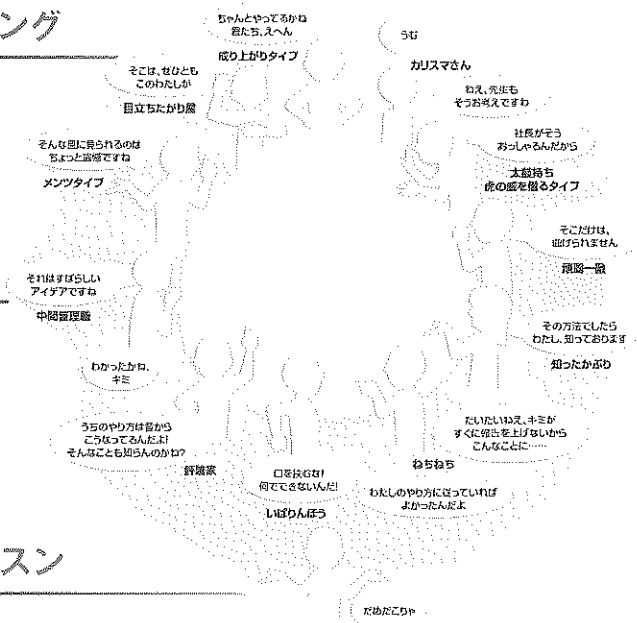 ング
ちゃんとやってるかね
君たち、えへん
成り上がりタイプ
うむ
カリスマさん
そこは、ぜひとも
このわたしが
目立ちたがり屋
ねえ、先生も
そうお考えですね
社長がそう
おっしゃるんだから
太鼓持ち
虎の威を借るタイプ
そんな風に見られるのは
ちょっと遺憾ですね
メンツタイプ
そこだけは、
曲げられません
頑固一徹
それはすばらしい
アイデアですね
中間管理職
その方法でしたら
わたし、知っております
知ったかぶり
わかったかね、
キミ
うちのやり方は昔から
こうなってるんだよ!
そんなことも知らんのかね?
だいたいねえ、キミが
すぐに報告を上げないから
こんなことに……
ねちねち
口を挟むな!
何でできないんだ!
いばりんぼう
わたしのやり方に従っていれば
よかったんだよ
スン
だめだこりゃ